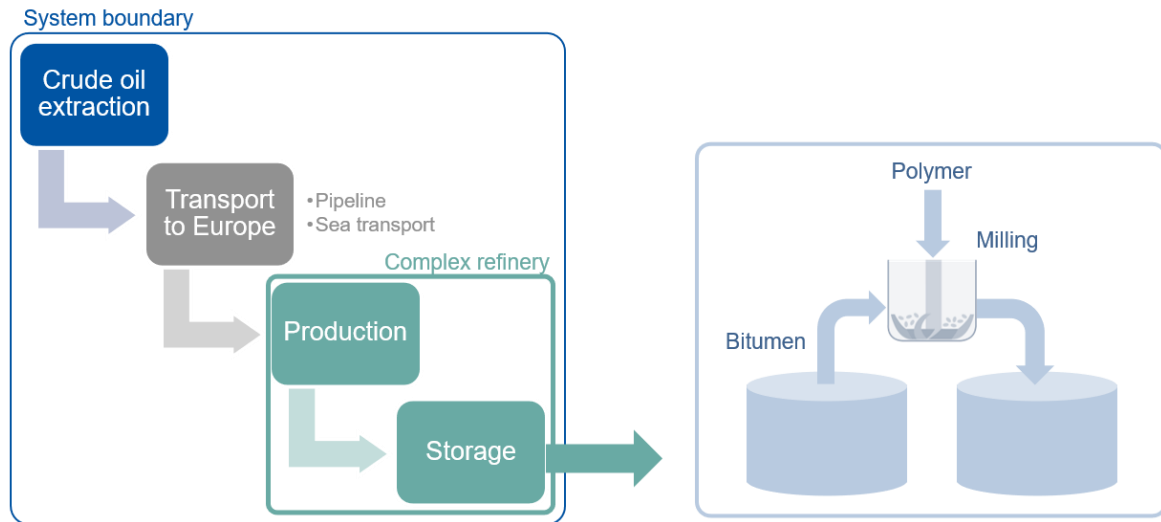 System boundary
Crude oil
extraction
Transport
to Europe
•Pipeline
•Sea transport
Complex refinery
Production
Storage
Polymer
Milling
Bitumen